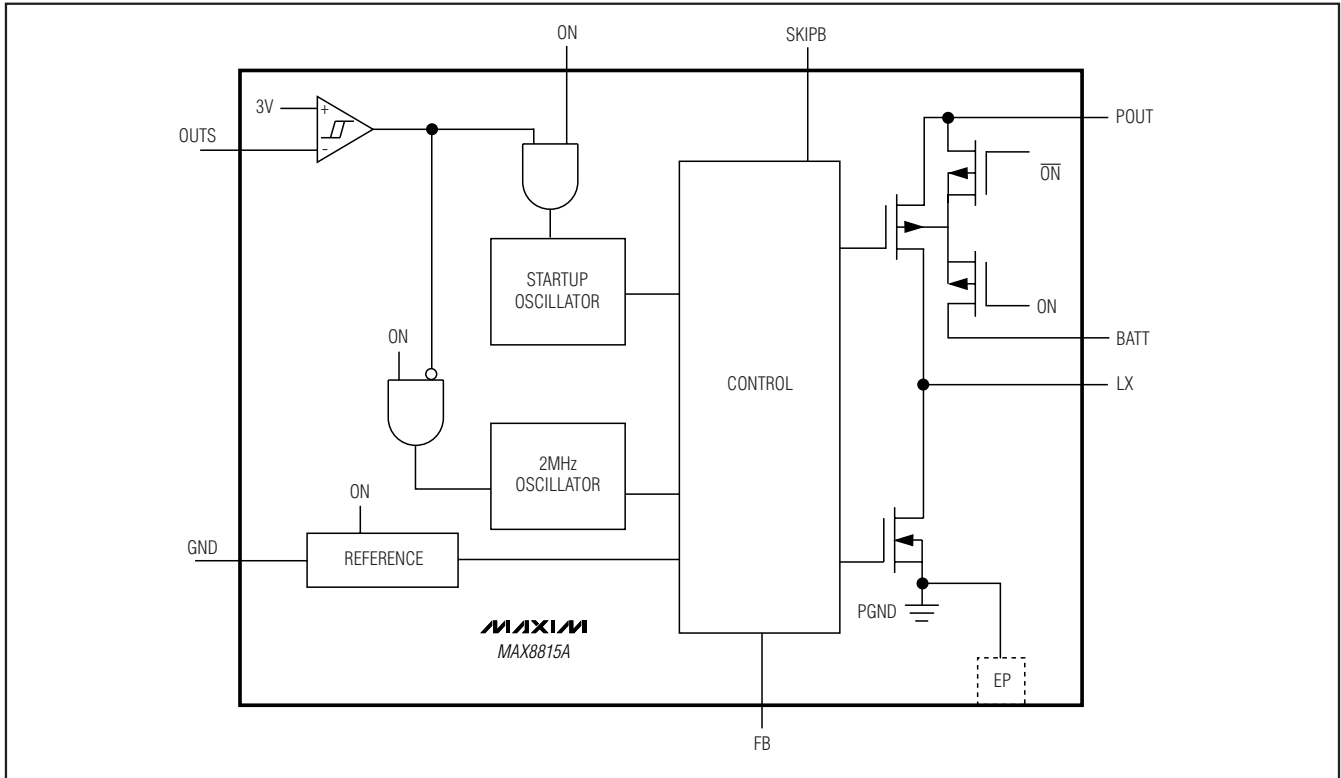 ON
SKIPB
3V
+
-
OUTS
POUT
ON
STARTUP
OSCILLATOR
ON
ON
BATT
CONTROL
LX
2MHz
OSCILLATOR
ON
GND
REFERENCE
PGND
MAXIM
MAX8815A
EP
FB